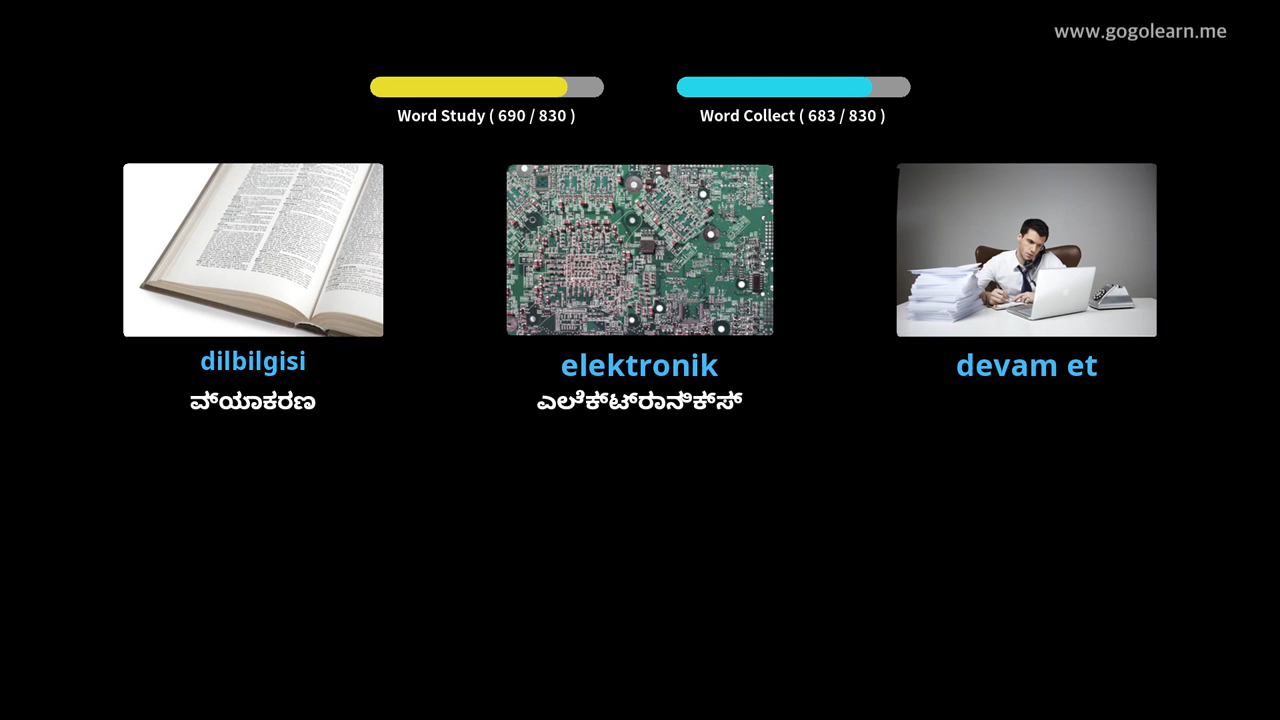 www.gogolearn.me
Word Study ( 690 / 830 )
Word Collect ( 683 / 830 )
dilbilgisi
elektronik
devam et
ವ್ಯಾಕರಣ
ಎಲೆಕ್ಟ್ರಾನಿಕ್ಸ್